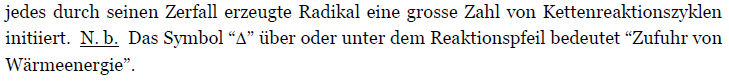 jedes durch seinen Zerfall erzeugte Radikal eine grosse Zahl von Kettenreaktionszyklen
initiiert. N. b. Das Symbol “Δ” über oder unter dem Reaktionspfeil bedeutet “Zufuhr von
Wärmeenergie”.